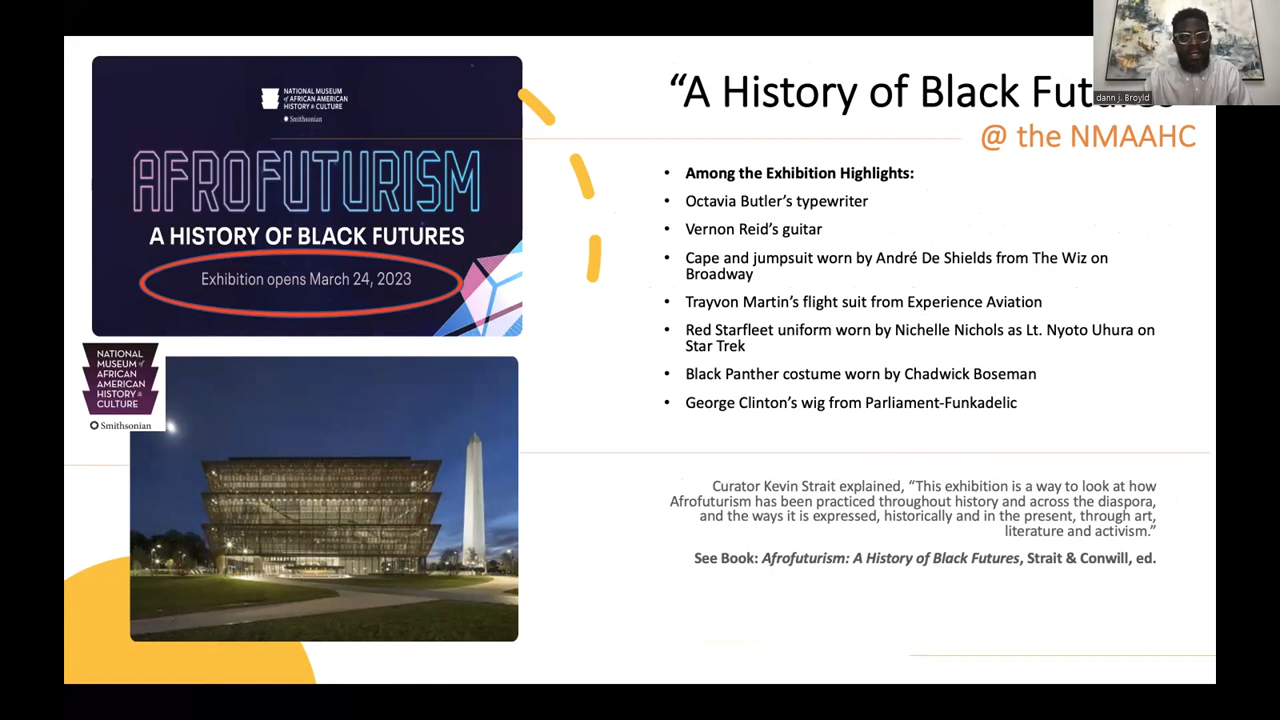 NATIONAL MUSEUM
of AFRICAN AMERICAN
HISTORY & CULTURE
Smithsonian
AFROFUTURISM
A HISTORY OF BLACK FUTURES
Exhibition opens March 24, 2023
NATIONAL
MUSEUM of
AFRICAN
AMERICAN
HISTORY &
CULTURE
Smithsonian
dann j. Broyld
“A History of Black
@ the NMAAHC
• Among the Exhibition Highlights:
• Octavia Butler’s typewriter
• Vernon Reid’s guitar
• Cape and jumpsuit worn by André De Shields from The Wiz on
Broadway
• Trayvon Martin’s flight suit from Experience Aviation
• Red Starfleet uniform worn by Nichelle Nichols as Lt. Nyoto Uhura on
Star Trek
• Black Panther costume worn by Chadwick Boseman
• George Clinton’s wig from Parliament-Funkadelic
Curator Kevin Strait explained, “This exhibition is a way to look at how
Afrofuturism has been practiced throughout history and across the diaspora,
and the ways it is expressed, historically and in the present, through art,
literature and activism.”
See Book: Afrofuturism: A History of Black Futures, Strait & Conwill, ed.